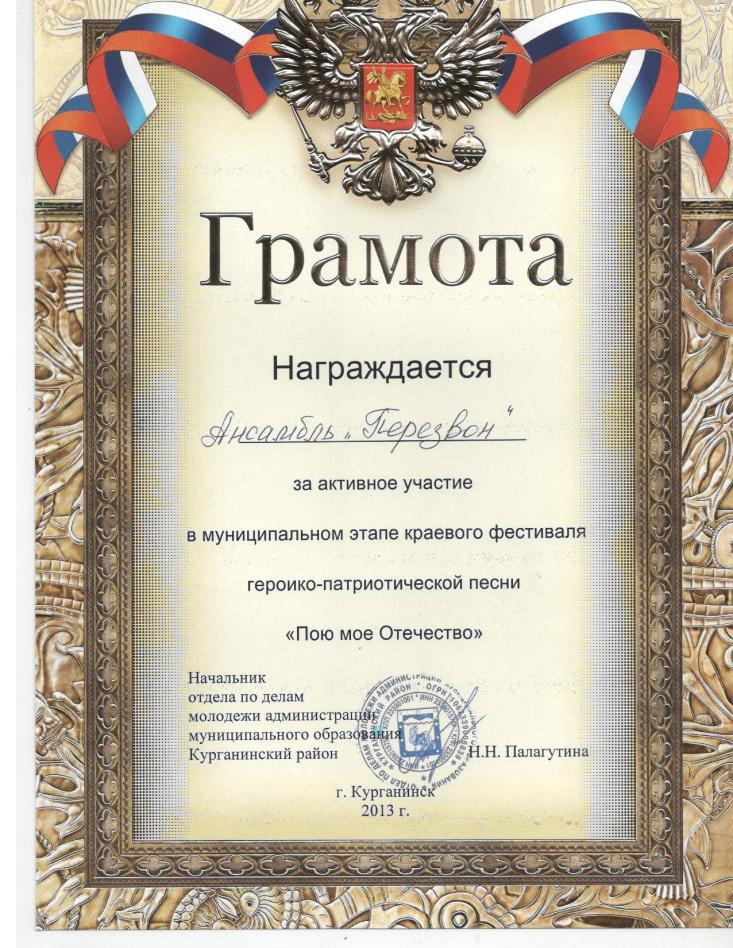 Грамота
Награждается
Ансамбль „Перезвон"
за активное участие
в муниципальном этапе краевого фестиваля
героико-патриотической песни
«Пою мое Отечество»
Начальник
отдела по делам
молодежи администрации
муниципального образования
Курганинский район
Н.Н. Палагутина
г. Курганинск
2013 г.